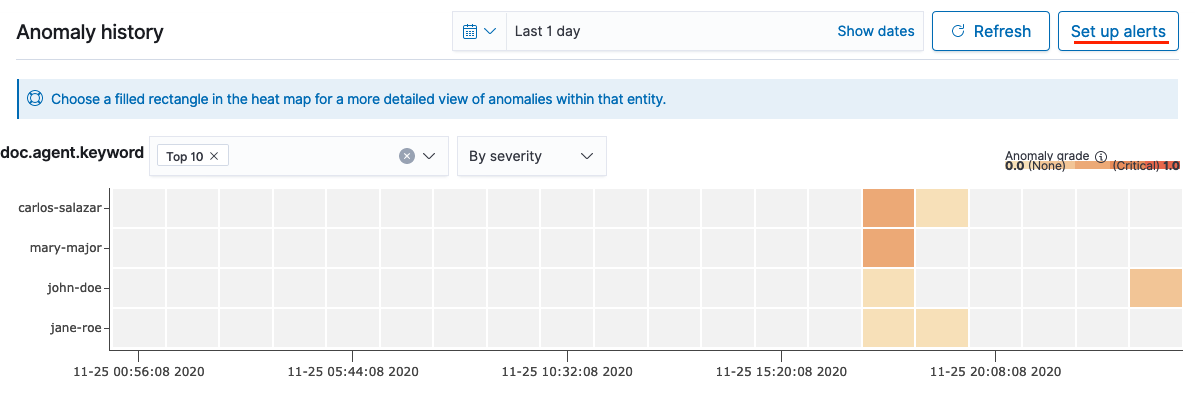 Anomaly history
Last 1 day
Show dates
Refresh
Set up alerts
Choose a filled rectangle in the heat map for a more detailed view of anomalies within that entity.
doc.agent.keyword
Top 10
By severity
Anomaly grade
0.0 (None) (Critical) 1.0
carlos-salazar
mary-major
john-doe
jane-roe
11-25 00:56:08 2020
11-25 05:44:08 2020
11-25 10:32:08 2020
11-25 15:20:08 2020
11-25 20:08:08 2020